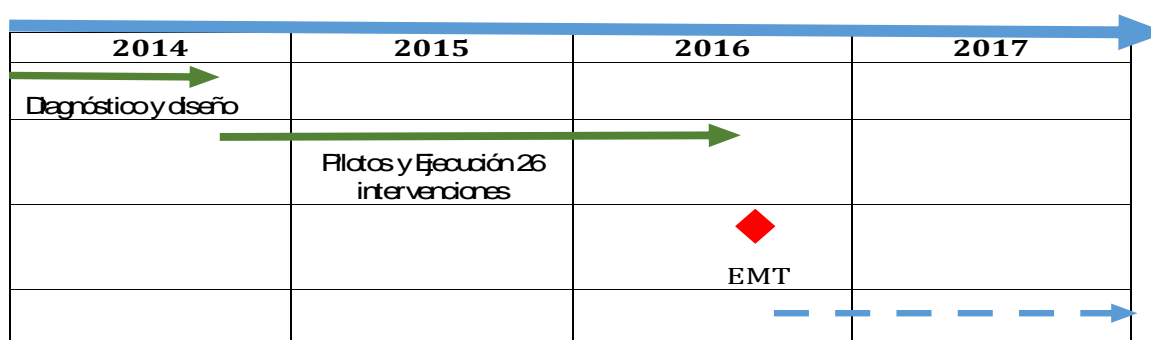 2014 2015 2016 2017
Diagnóstico y diseño
Pilotos y Ejecución 26
intervenciones
EMT